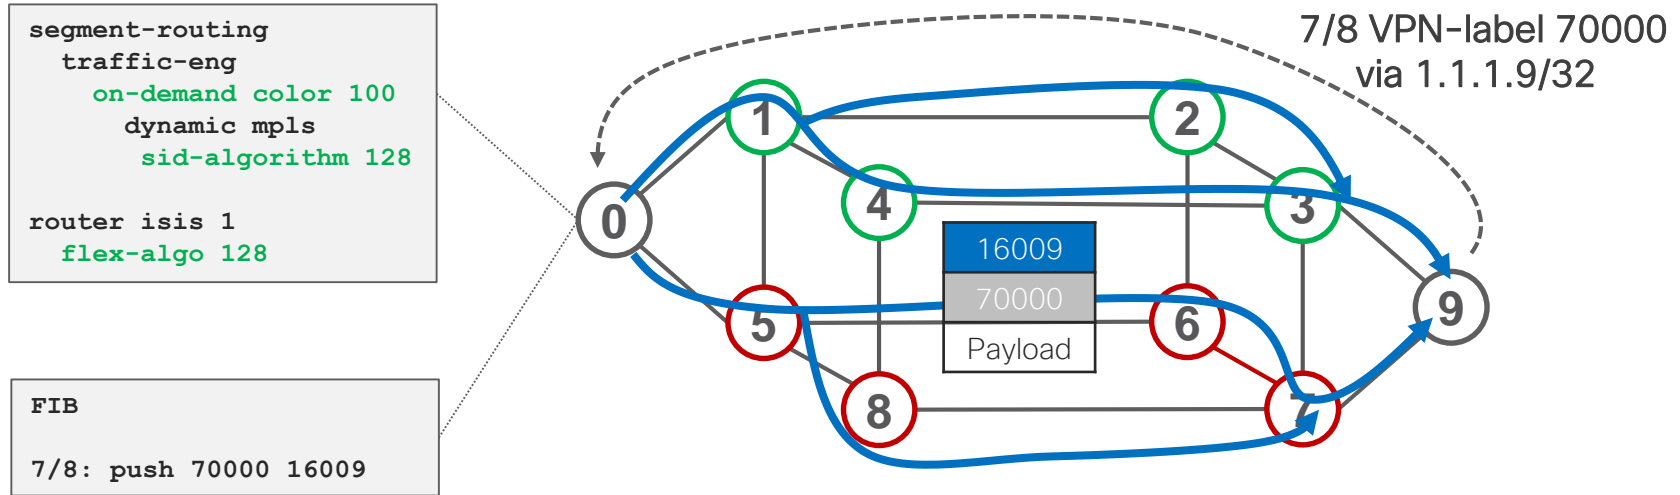 segment-routing
traffic-eng
on-demand color 100
dynamic mpls
sid-algorithm 128
router isis 1
flex-algo 128
FIB
7/8: push 70000 16009
7/8 VPN-label 70000
via 1.1.1.9/32
0
1
2
4
3
5
6
8
7
9
16009
70000
Payload